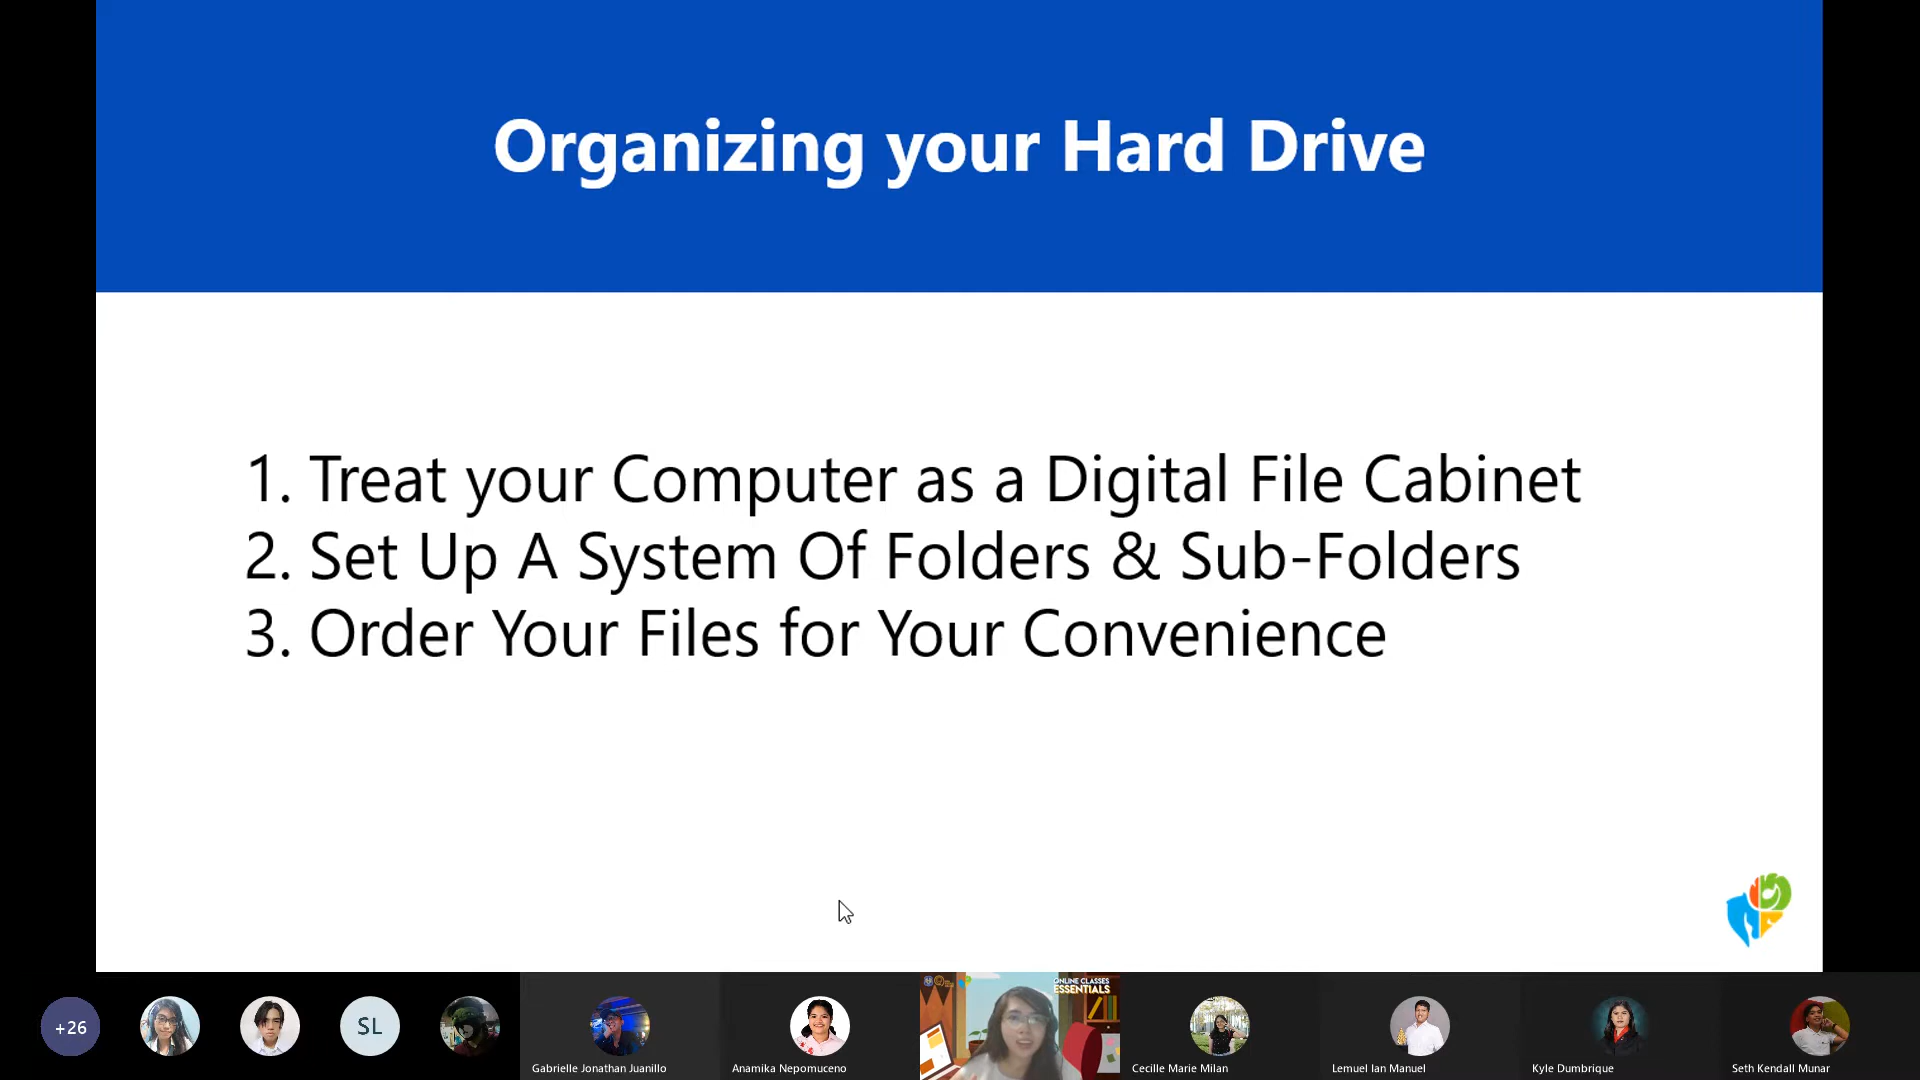 Organizing your Hard Drive
1. Treat your Computer as a Digital File Cabinet
2. Set Up A System Of Folders & Sub-Folders
3. Order Your Files for Your Convenience
ONLINE CLASSES
ESSENTIALS
+26
SL
Gabrielle Jonathan Juanillo
Anamika Nepomuceno
Cecille Marie Milan
Lemuel Ian Manuel
Kyle Dumbrique
Seth Kendall Munar